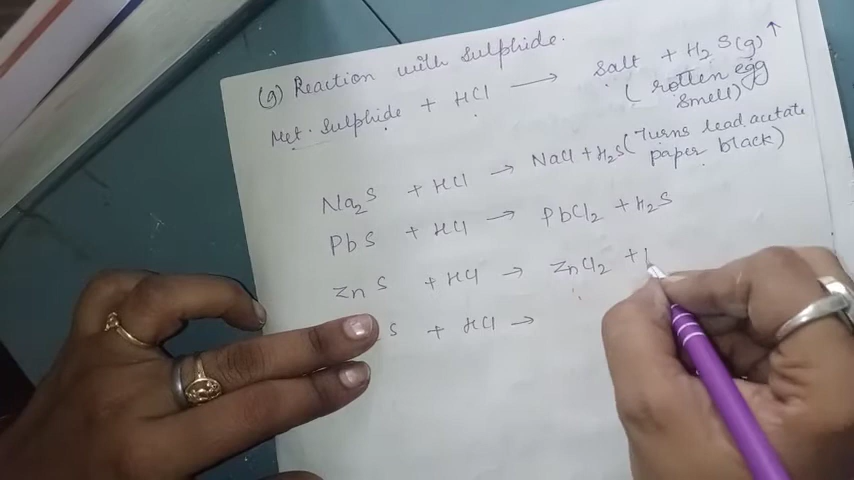 (g) Reaction with sulphide.
Met. sulphide + HCl → salt + H₂S(g)↑
(rotten egg
smell)
Na₂S + HCl → NaCl + H₂S (Turns lead acetate
paper black)
PbS + HCl → PbCl₂ + H₂S
ZnS + HCl → ZnCl₂ +
S + HCl →